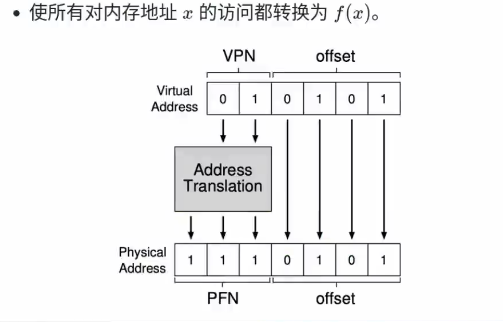 • 使所有对内存地址 x 的访问都转换为 f(x)。
VPN offset
Virtual Address 0 1 0 1 0 1
Address
Translation
Physical Address 1 1 1 0 1 0 1
PFN offset